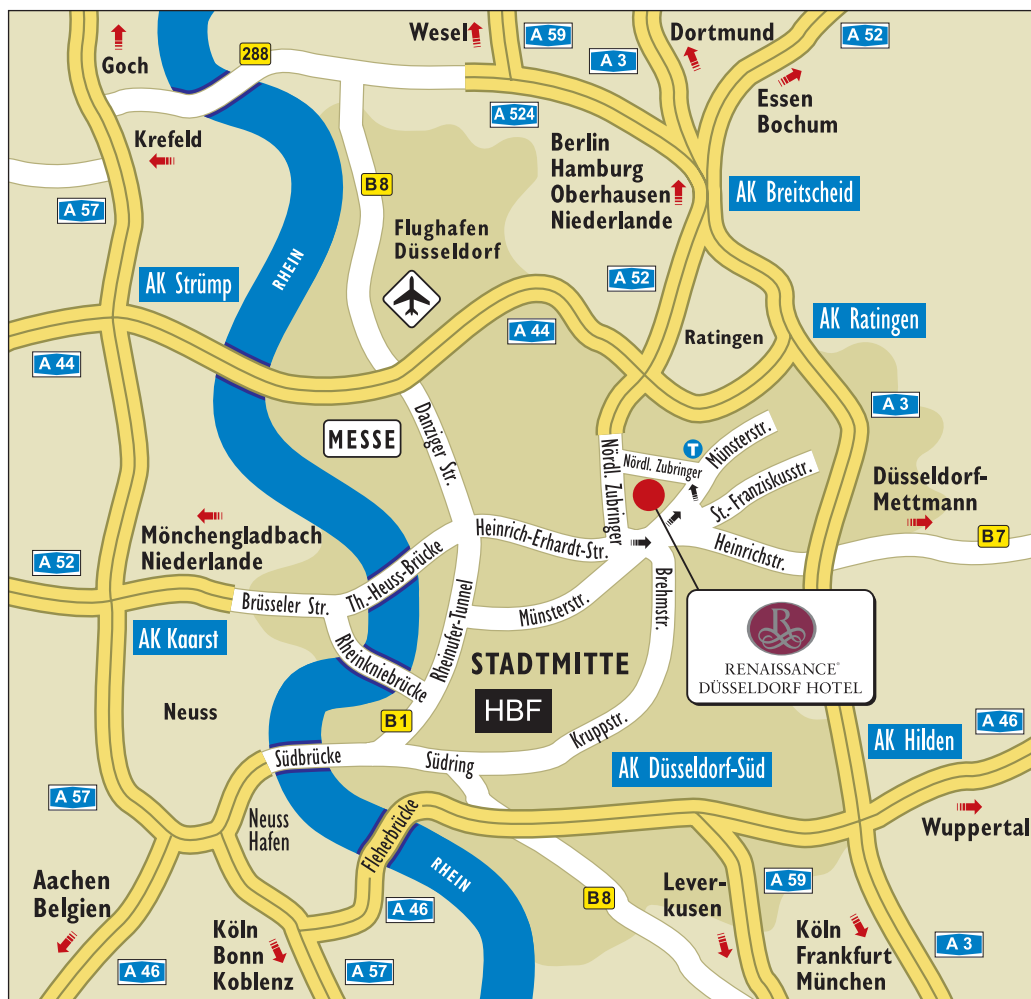 Wesel
A 59
Dortmund
A 52
Goch
288
A 3
Essen
Bochum
A 524
Krefeld
Berlin
Hamburg
Oberhausen
Niederlande
B 8
AK Breitscheid
A 57
Flughafen
Düsseldorf
RHEIN
AK Strümp
A 52
A 44
Ratingen
AK Ratingen
A 44
A 3
Danziger Str.
MESSE
T
Münsterstr.
Nördl. Zubringer
Nördl. Zubringer
St.-Franziskusstr.
Düsseldorf-
Mettmann
Mönchengladbach
Niederlande
Heinrich-Erhardt-Str.
Heinrichstr.
B 7
A 52
Th.-Heuss-Brücke
Brüsseler Str.
Rheinufer-Tunnel
Münsterstr.
Brehmstr.
AK Kaarst
Rheinkniebrücke
STADTMITTE
R
RENAISSANCE®
DÜSSELDORF HOTEL
Neuss
HBF
B 1
Kruppstr.
A 46
AK Hilden
Südbrücke
Südring
AK Düsseldorf-Süd
A 57
Neuss
Hafen
Fleherbrücke
Wuppertal
RHEIN
Aachen
Belgien
A 46
B 8
Lever-
kusen
A 59
Köln
Bonn
Koblenz
Köln
Frankfurt
München
A 46
A 57
A 3